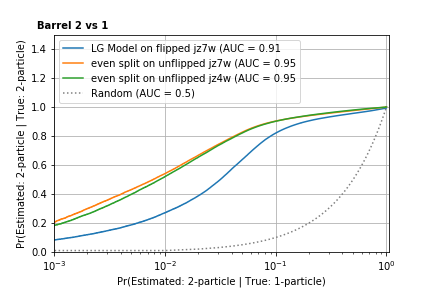 Barrel 2 vs 1
Pr(Estimated: 2-particle | True: 2-particle)
1.4
1.2
1.0
0.8
0.6
0.4
0.2
0.0
LG Model on flipped jz7w (AUC = 0.91
even split on unflipped jz7w (AUC = 0.95
even split on unflipped jz4w (AUC = 0.95
Random (AUC = 0.5)
10⁻³
10⁻²
10⁻¹
10⁰
Pr(Estimated: 2-particle | True: 1-particle)